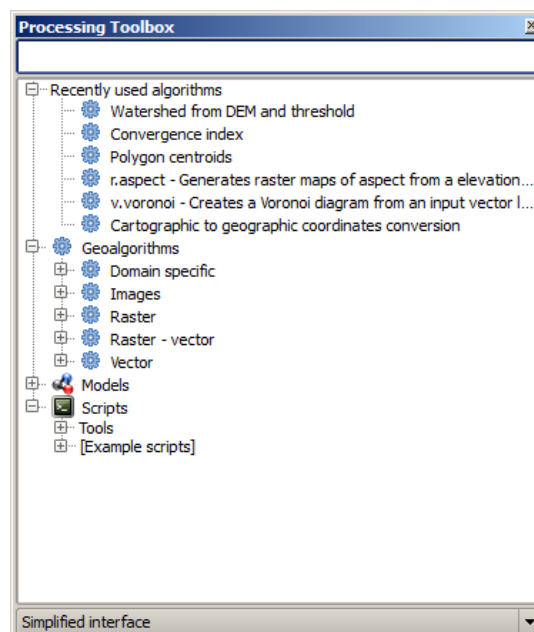 Processing Toolbox
Recently used algorithms
Watershed from DEM and threshold
Convergence index
Polygon centroids
r.aspect - Generates raster maps of aspect from a elevation...
v.voronoi - Creates a Voronoi diagram from an input vector l...
Cartographic to geographic coordinates conversion
Geoalgorithms
Domain specific
Images
Raster
Raster - vector
Vector
Models
Scripts
Tools
[Example scripts]
Simplified interface